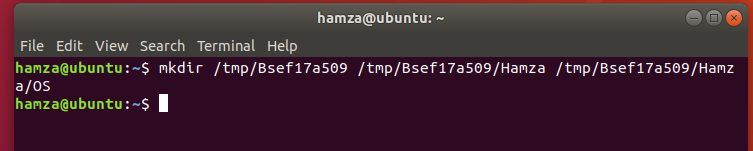 hamza@ubuntu: ~
File Edit View Search Terminal Help
hamza@ubuntu:~$ mkdir /tmp/Bsef17a509 /tmp/Bsef17a509/Hamza /tmp/Bsef17a509/Hamz
a/OS
hamza@ubuntu:~$